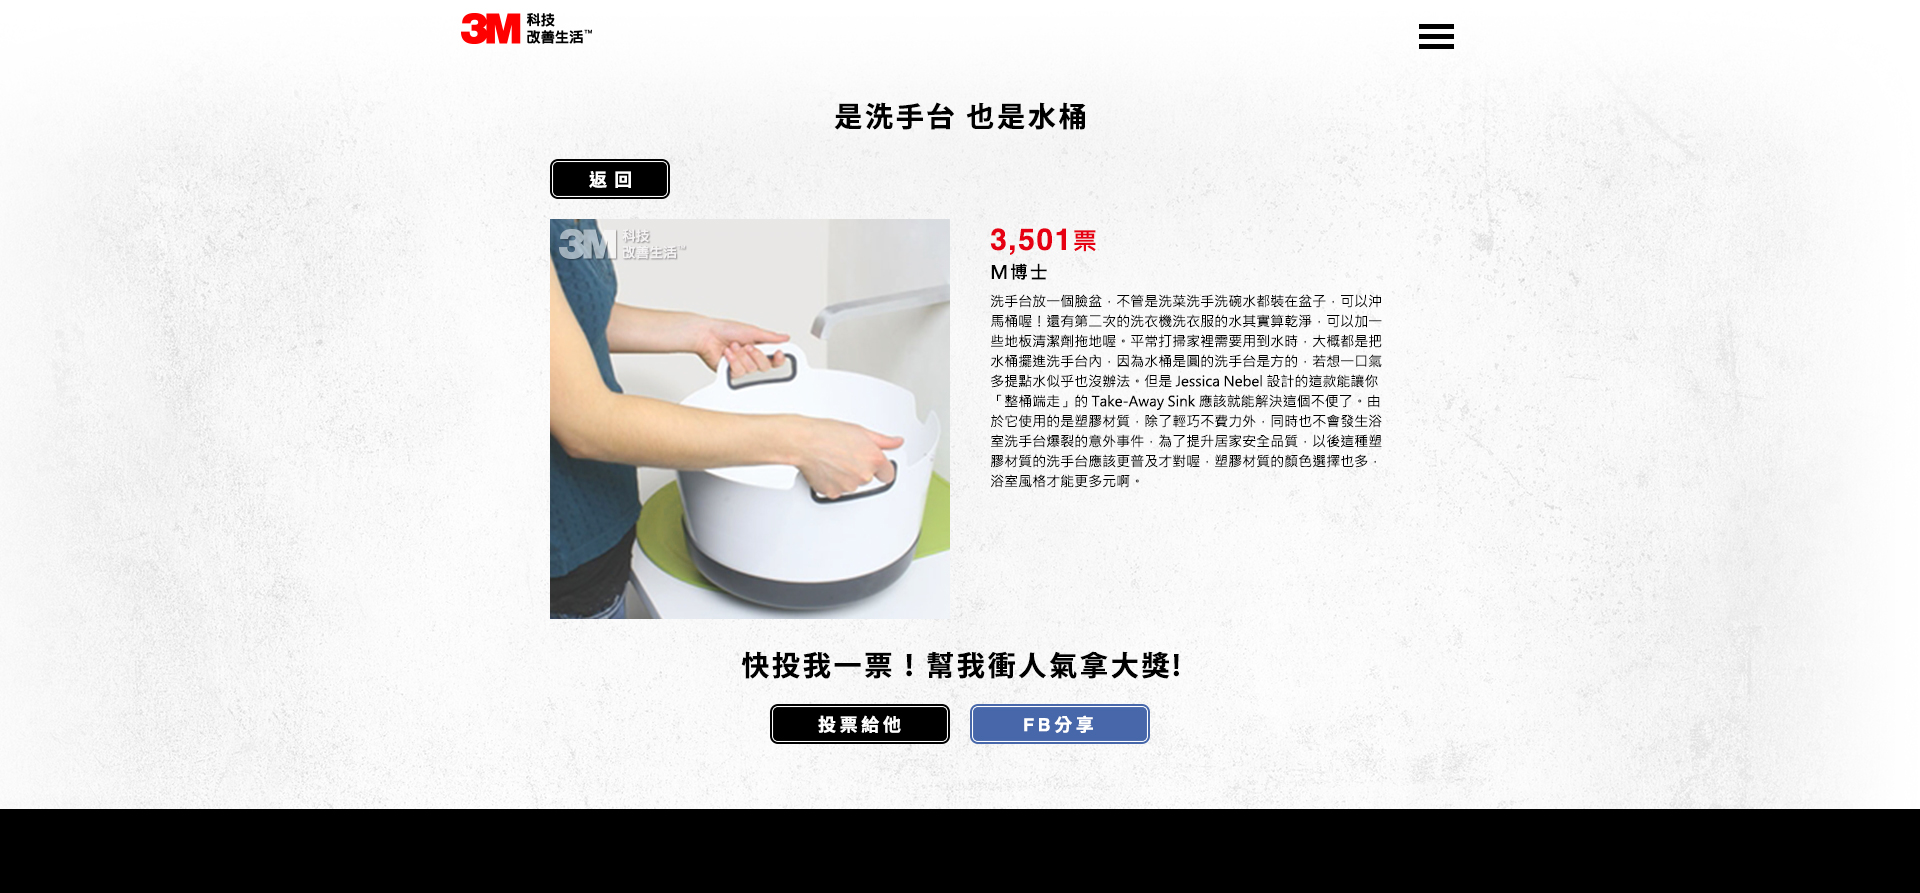 3M 科技
改善生活™
是洗手台 也是水桶
返回
3M 科技
改善生活™
3,501票
M博士
洗手台放一個臉盆，不管是洗菜洗手洗碗水都裝在盆子，可以沖
馬桶喔！還有第二次的洗衣機洗衣服的水其實算乾淨，可以加一
些地板清潔劑拖地喔。平常打掃家裡需要用到水時，大概都是把
水桶擺進洗手台內，因為水桶是圓的洗手台是方的，若想一口氣
多提點水似乎也沒辦法。但是 Jessica Nebel 設計的這款能讓你
「整桶端走」的 Take-Away Sink 應該就能解決這個不便了。由
於它使用的是塑膠材質，除了輕巧不費力外，同時也不會發生浴
室洗手台爆裂的意外事件，為了提升居家安全品質，以後這種塑
膠材質的洗手台應該更普及才對喔，塑膠材質的顏色選擇也多，
浴室風格才能更多元啊。
快投我一票！幫我衝人氣拿大獎!
投票給他
FB分享